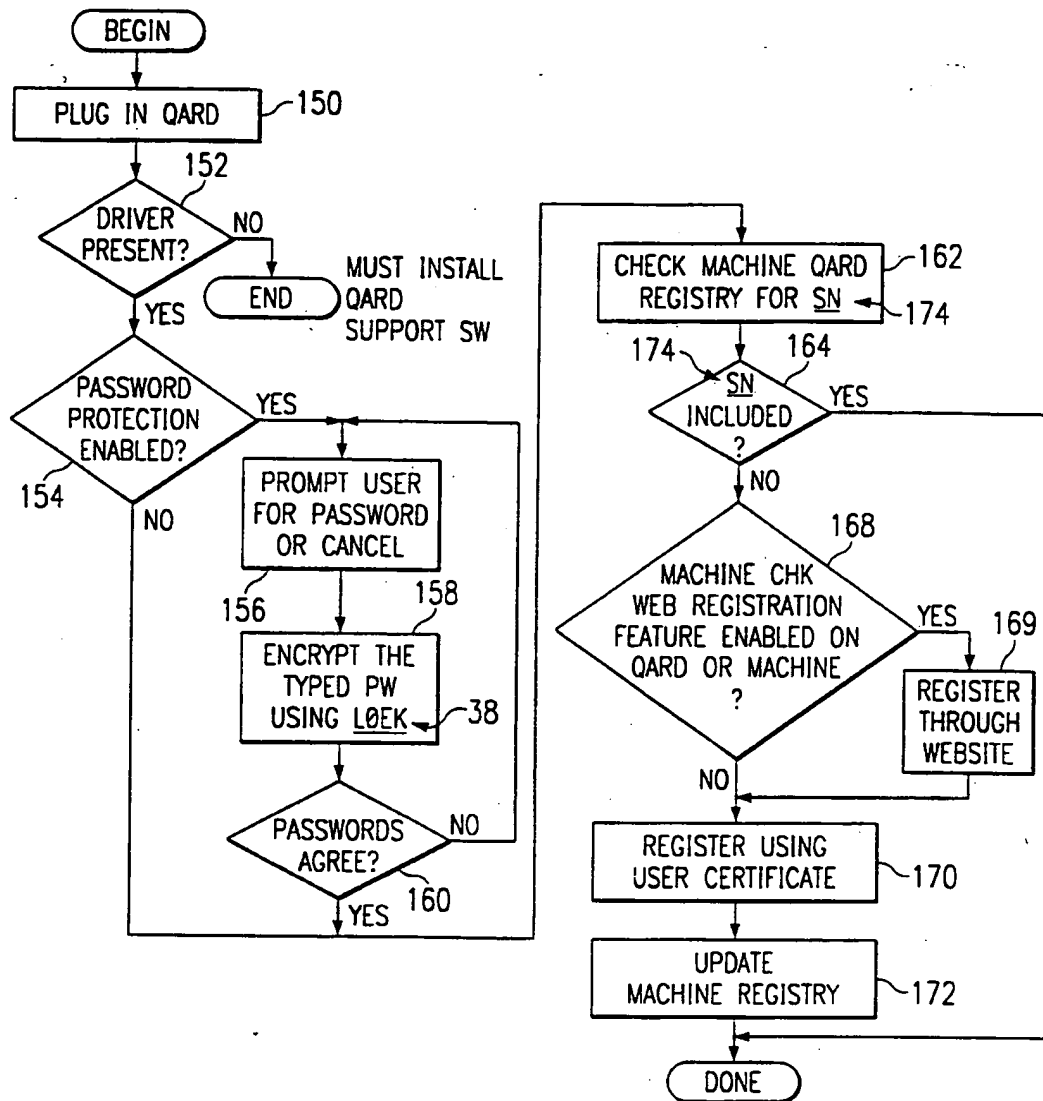 BEGIN
PLUG IN QARD
150
152
DRIVER
PRESENT?
NO
END
MUST INSTALL
QARD
SUPPORT SW
YES
PASSWORD
PROTECTION
ENABLED?
154
YES
NO
PROMPT USER
FOR PASSWORD
OR CANCEL
156
158
ENCRYPT THE
TYPED PW
USING LØEK
38
PASSWORDS
AGREE?
NO
160
YES
CHECK MACHINE QARD
REGISTRY FOR SN
162
174
174
164
SN
INCLUDED
?
YES
NO
168
MACHINE CHK
WEB REGISTRATION
FEATURE ENABLED ON
QARD OR MACHINE
?
YES
169
REGISTER
THROUGH
WEBSITE
NO
REGISTER USING
USER CERTIFICATE
170
UPDATE
MACHINE REGISTRY
172
DONE